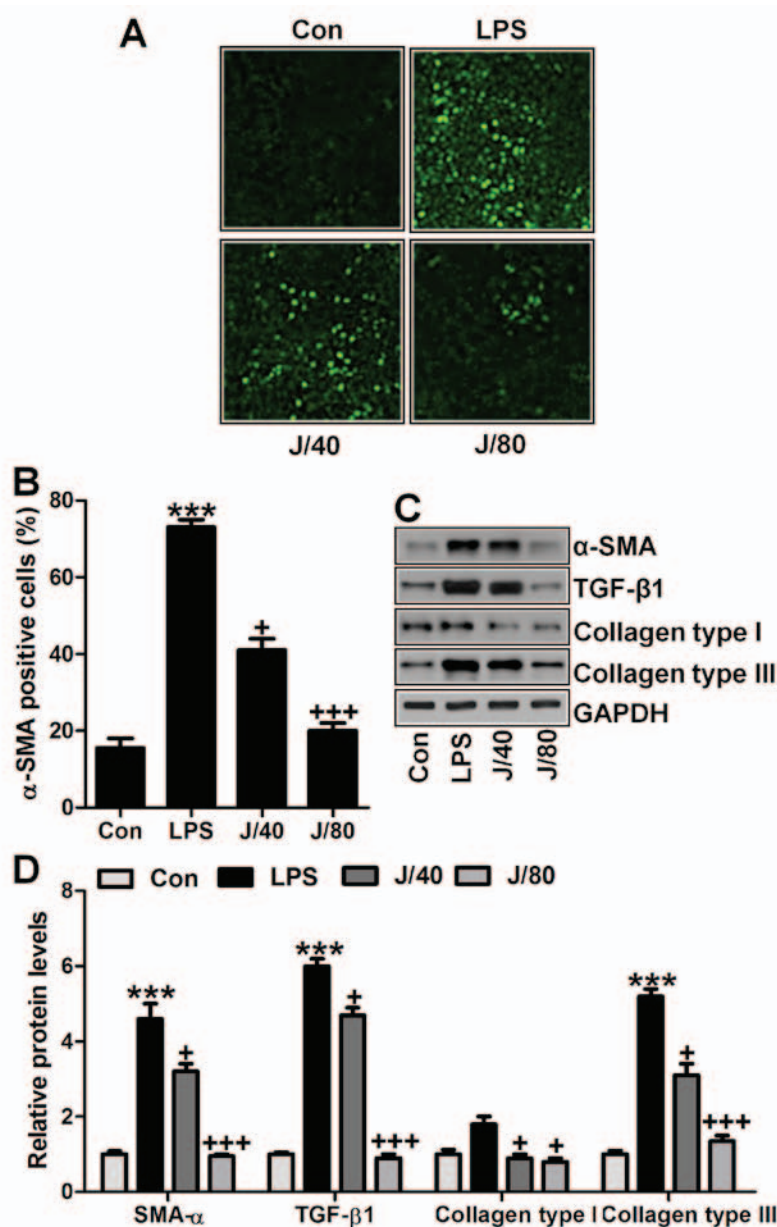 A
Con LPS
J/40 J/80
B
α-SMA positive cells (%)
80
60
40
20
0
***
+
+++
Con LPS J/40 J/80
C
α-SMA
TGF-β1
Collagen type I
Collagen type III
GAPDH
Con LPS J/40 J/80
D
Con LPS J/40 J/80
Relative protein levels
8
6
4
2
0
*** + +++
*** + +++
+ +
*** + +++
SMA-α TGF-β1 Collagen type I Collagen type III